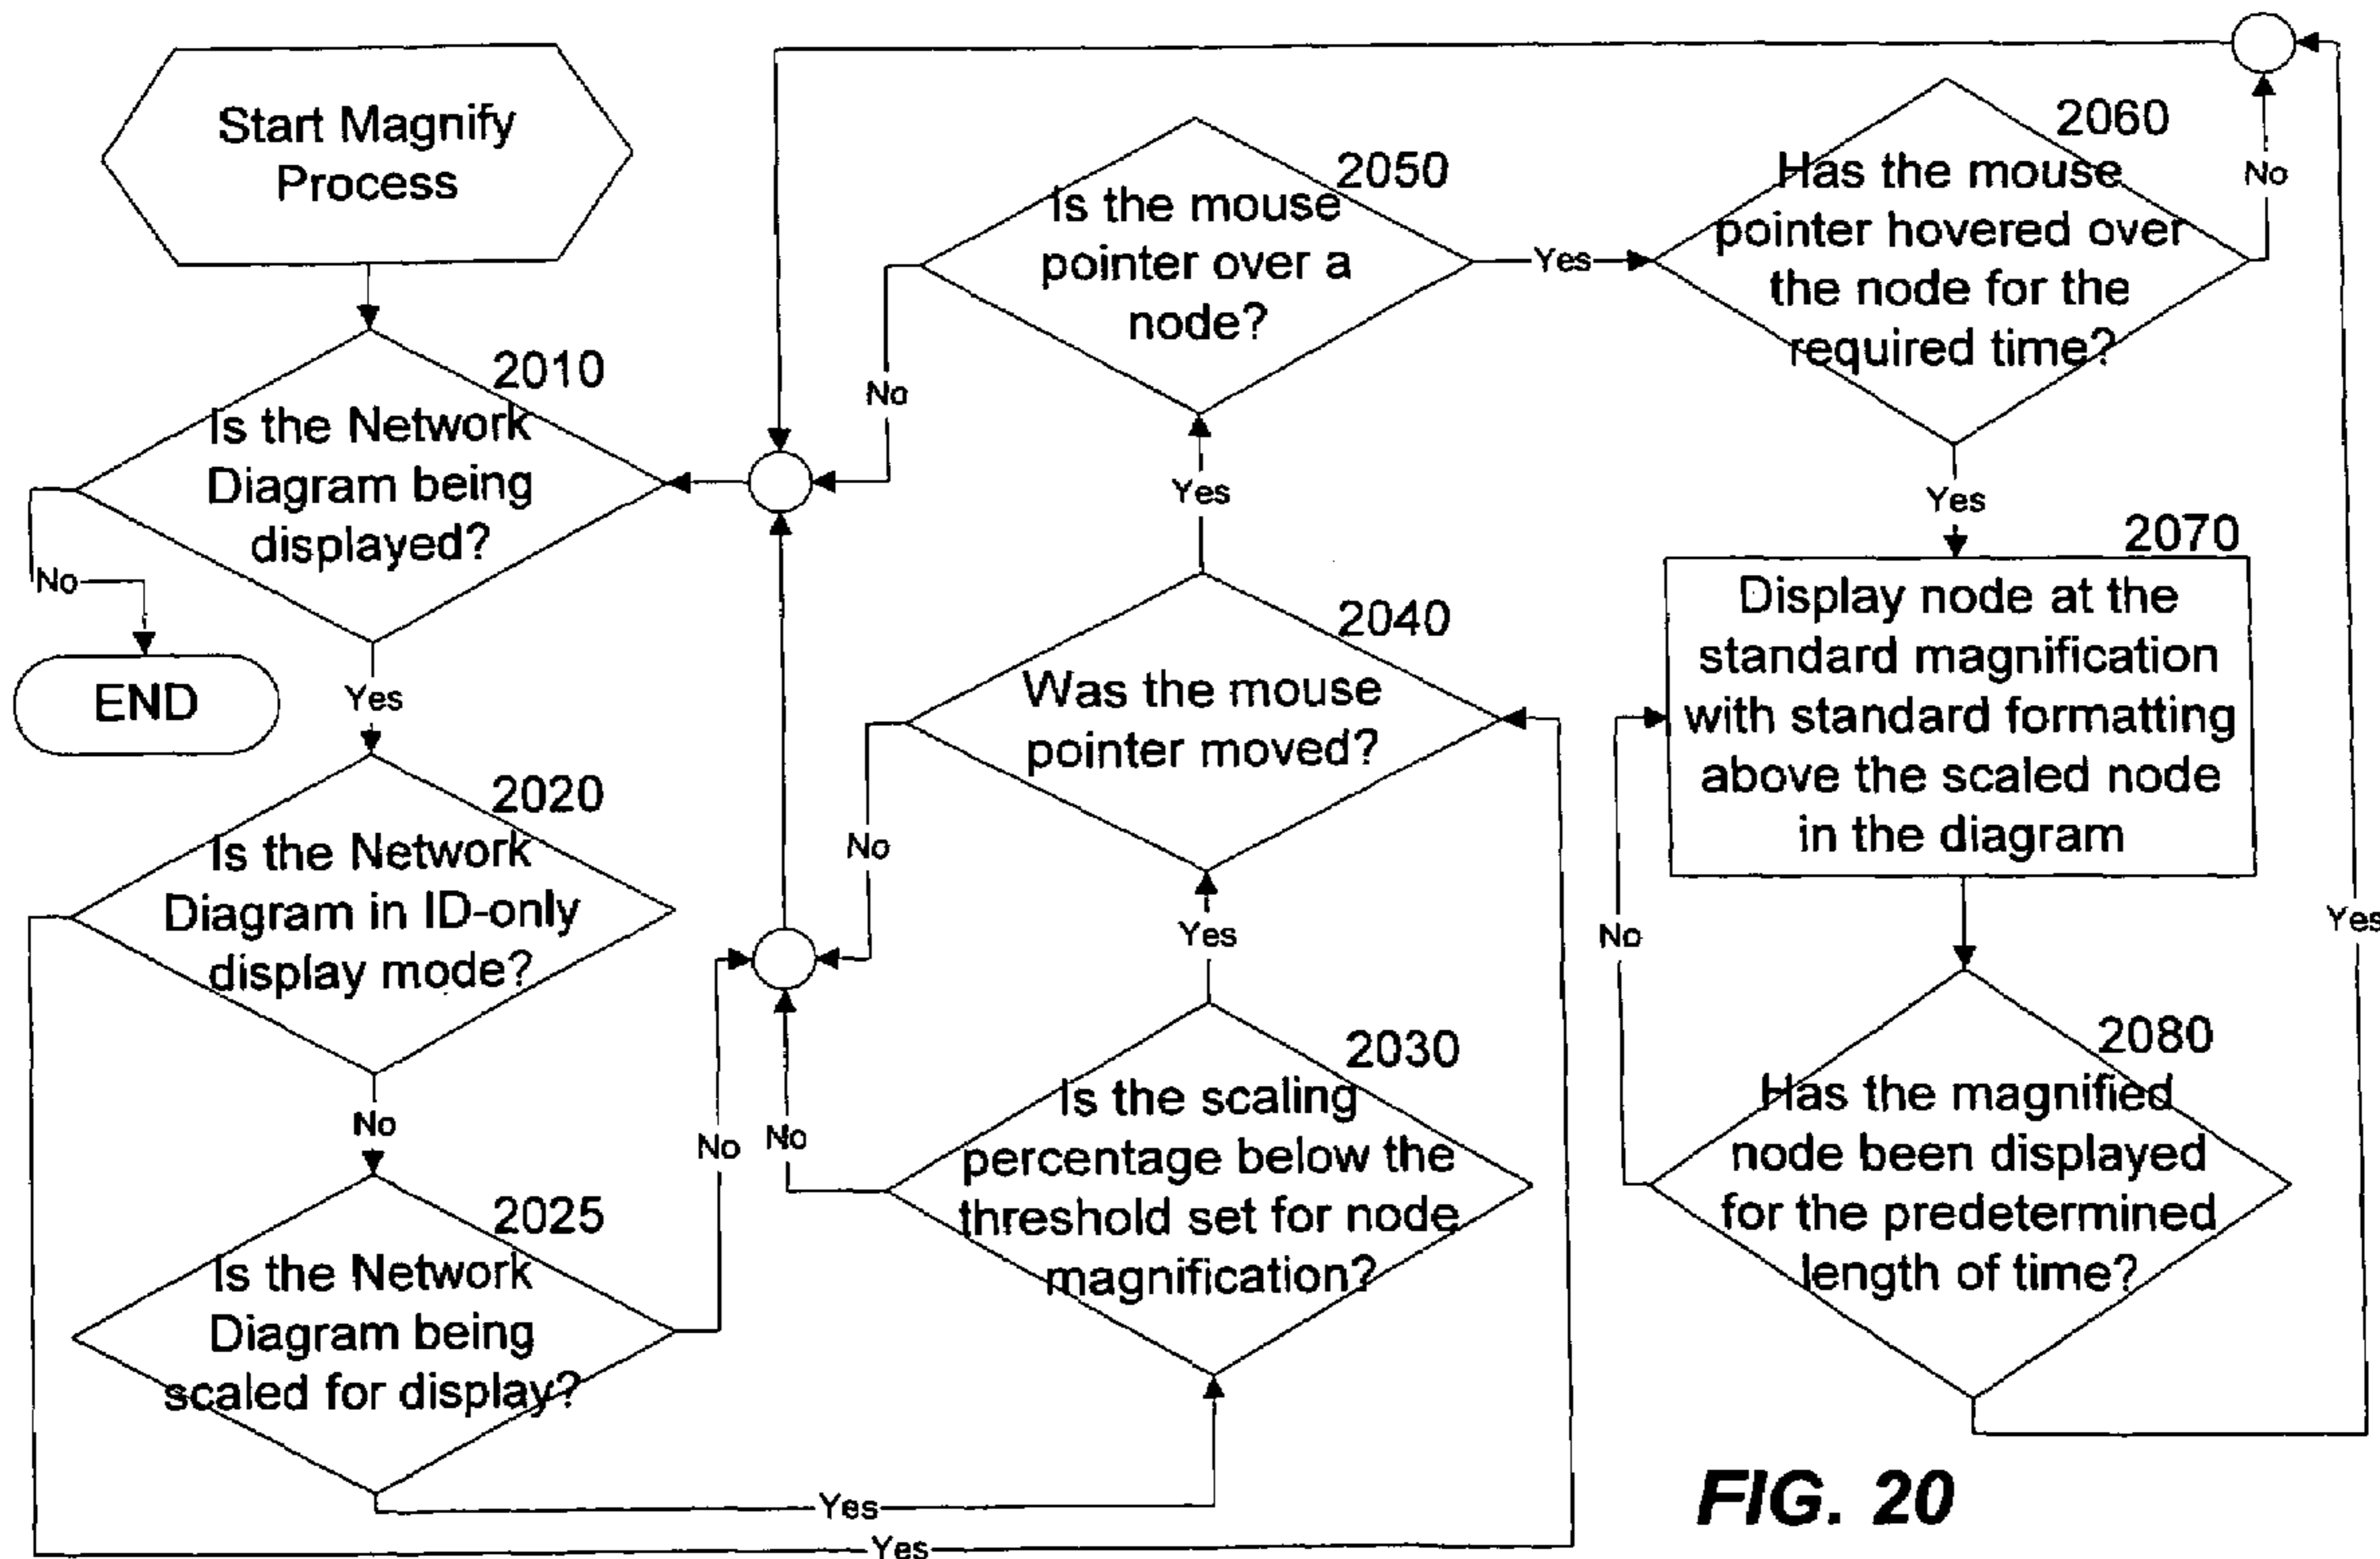 Start Magnify
Process
2010
Is the Network
Diagram being
displayed?
No
END
Yes
2020
Is the Network
Diagram in ID-only
display mode?
No
2025
Is the Network
Diagram being
scaled for display?
No
Yes
Yes
2030
Is the scaling
percentage below the
threshold set for node
magnification?
No
Yes
2040
Was the mouse
pointer moved?
No
Yes
2050
Is the mouse
pointer over a
node?
No
Yes
2060
Has the mouse
pointer hovered over
the node for the
required time?
No
Yes
2070
Display node at the
standard magnification
with standard formatting
above the scaled node
in the diagram
2080
Has the magnified
node been displayed
for the predetermined
length of time?
No
Yes
FIG. 20